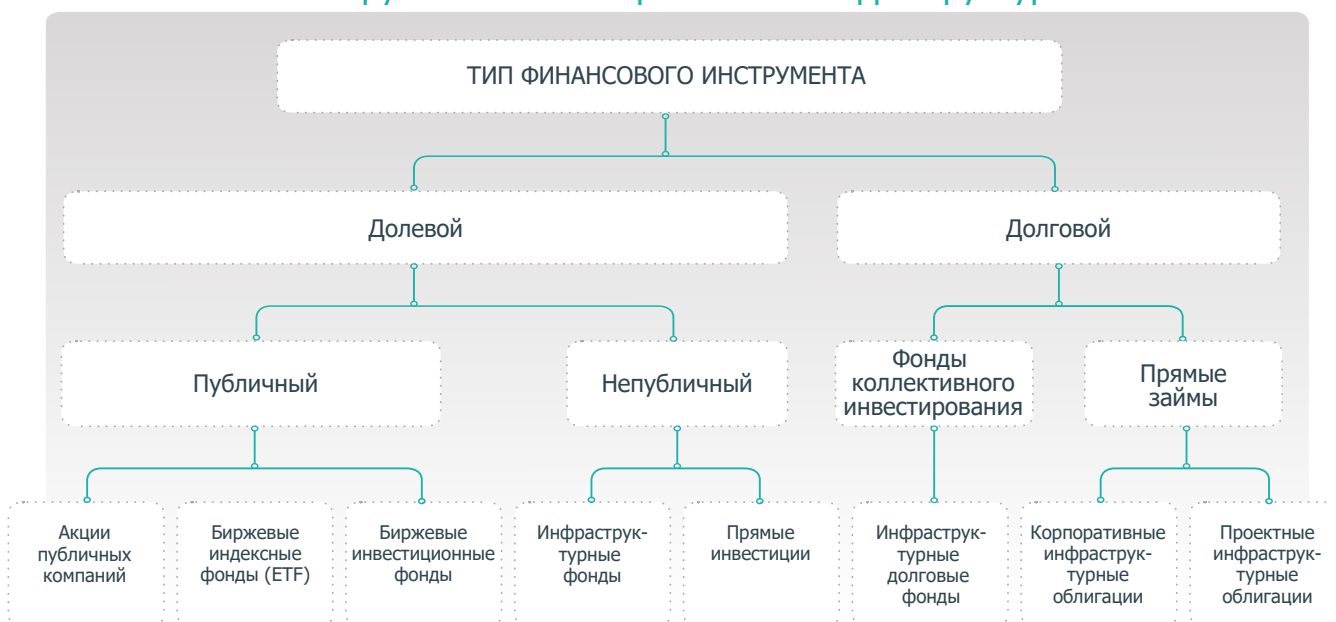 ТИП ФИНАНСОВОГО ИНСТРУМЕНТА
Долевой
Долговой
Публичный
Непубличный
Фонды
коллективного
инвестирования
Прямые
займы
Акции
публичных
компаний
Биржевые
индексные
фонды (ETF)
Биржевые
инвестиционные
фонды
Инфраструк-
турные
фонды
Прямые
инвестиции
Инфраструк-
турные
долговые
фонды
Корпоративные
инфраструк-
турные
облигации
Проектные
инфраструк-
турные
облигации